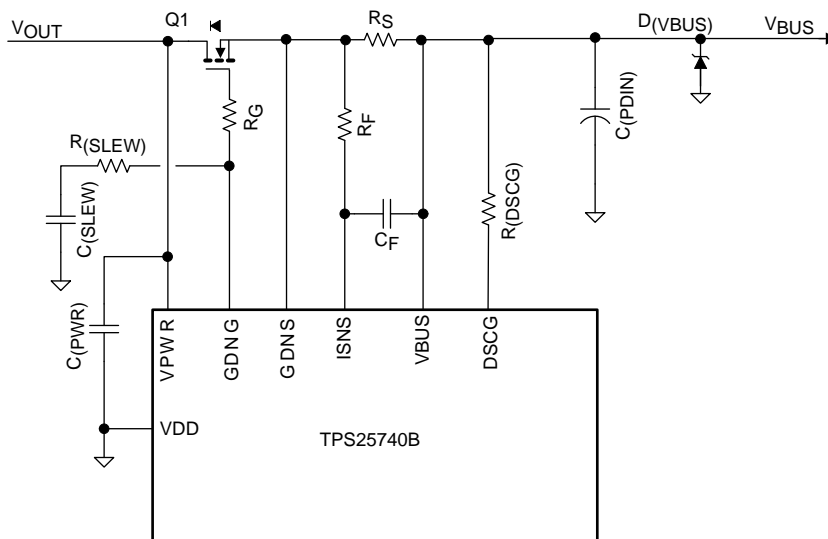 Q1
RS
D(VBUS)
VOUT
VBUS
RG
RF
C(PDIN)
R(SLEW)
C(SLEW)
CF
R(DSCG)
C(PWR)
VPWR
GDNG
GDNS
ISNS
VBUS
DSCG
VDD
TPS25740B